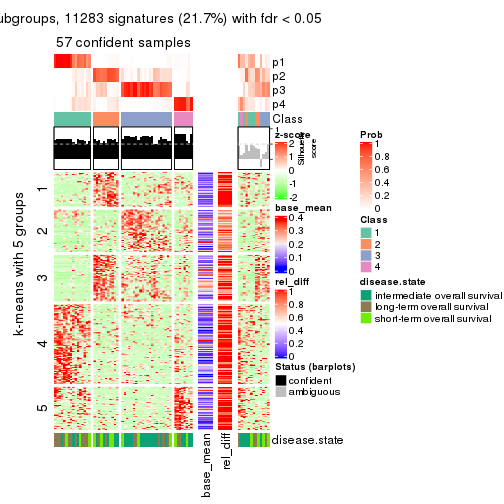 ubgroups, 11283 signatures (21.7%) with fdr < 0.05
57 confident samples
p1
p2
p3
p4
Class
1
Silhouette
score
z-score
2
0
-2
base_mean
0.4
0.3
0.2
0.1
0
rel_diff
1
0.8
0.6
0.4
0.2
0
Status (barplots)
confident
ambiguous
Prob
1
0.8
0.6
0.4
0.2
0
Class
1
2
3
4
disease.state
intermediate overall survival
long-term overall survival
short-term overall survival
k-means with 5 groups
1
2
3
4
5
disease.state
base_mean
rel_diff